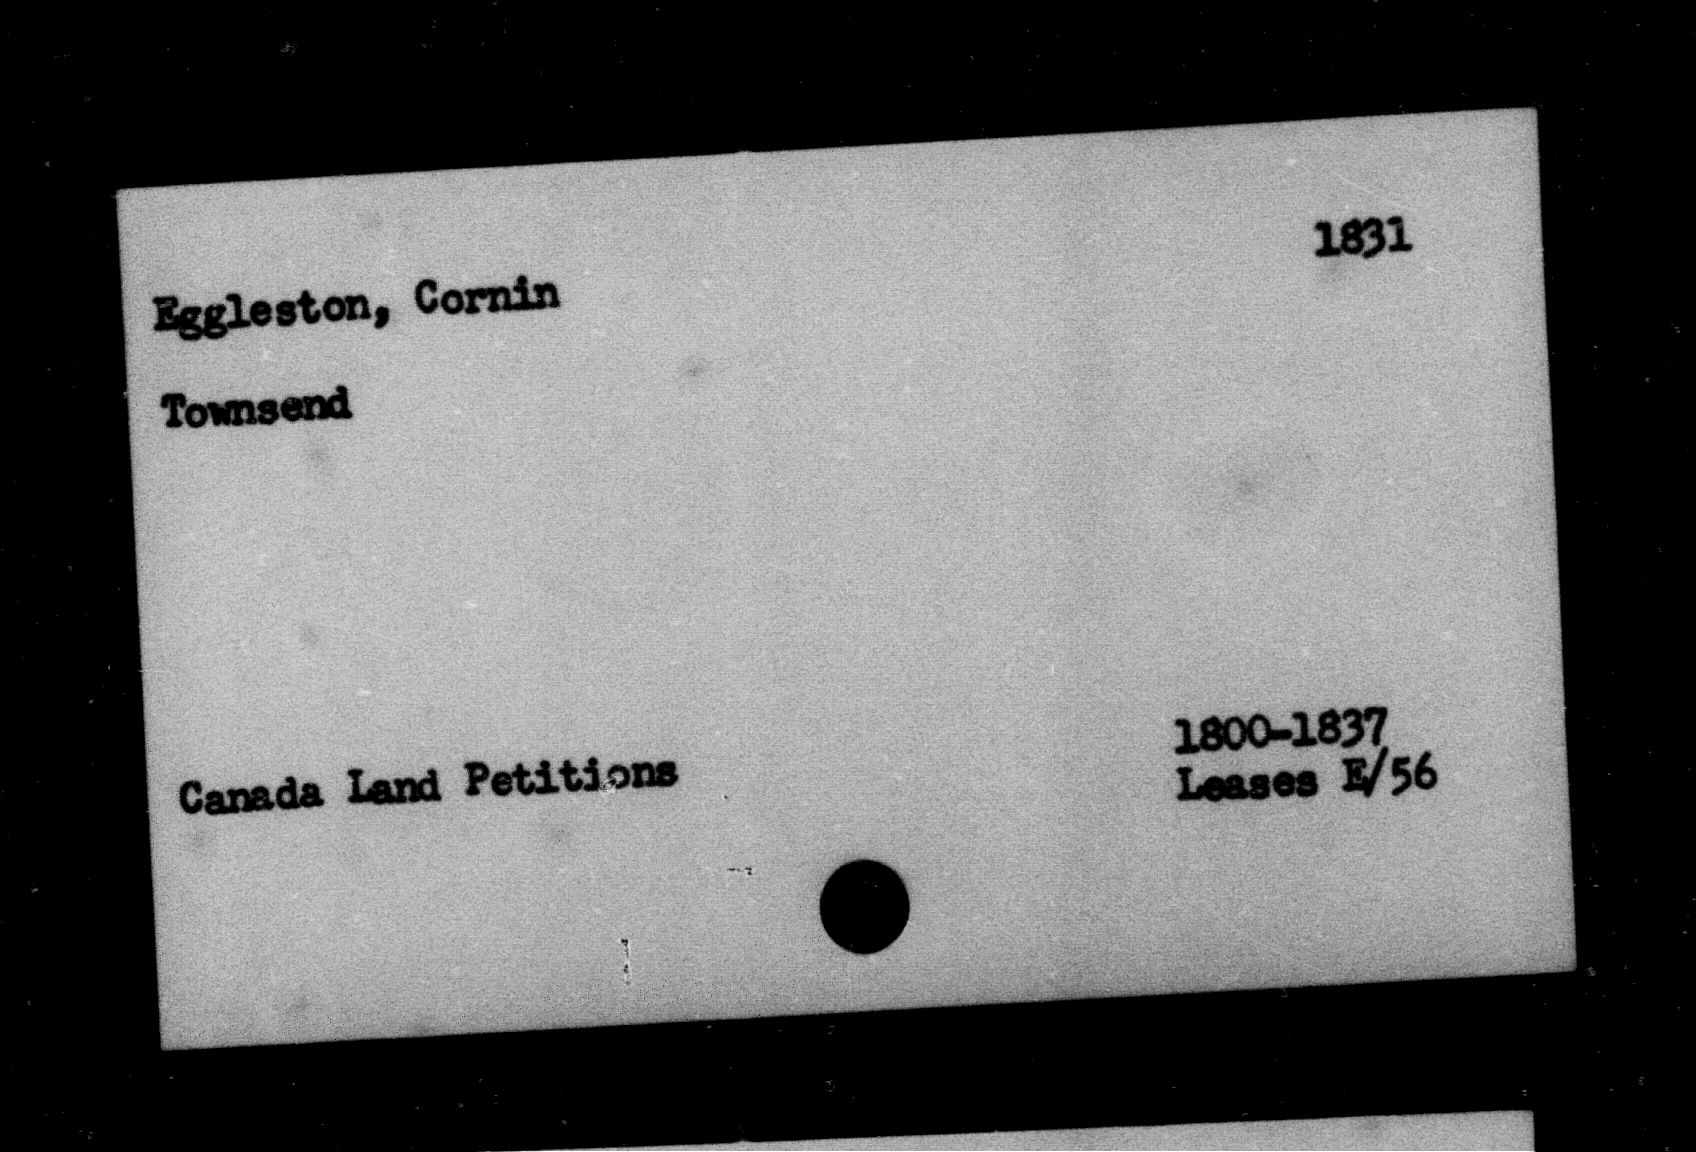 1831
Eggleston, Cornin
Townsend
1800-1837
Canada Land Petitions
Leases E/56